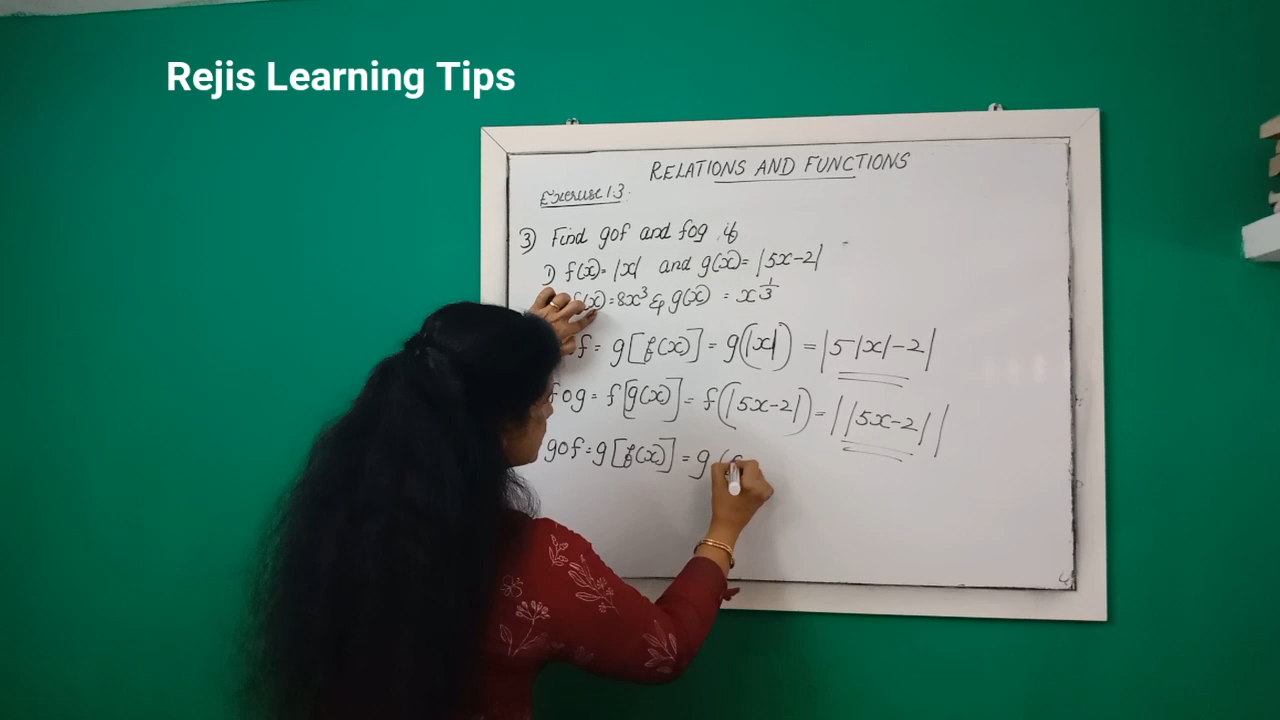 Rejis Learning Tips
RELATIONS AND FUNCTIONS
Exercise 1.3.
3) Find gof and fog if
1) f(x) = |x| and g(x) = |5x-2|
f(x) = 8x³ & g(x) = x^1/3
f = g[f(x)] = g(|x|) = |5|x|-2|
fog = f[g(x)] = f(|5x-2|) = ||5x-2||
gof = g[f(x)] = g(